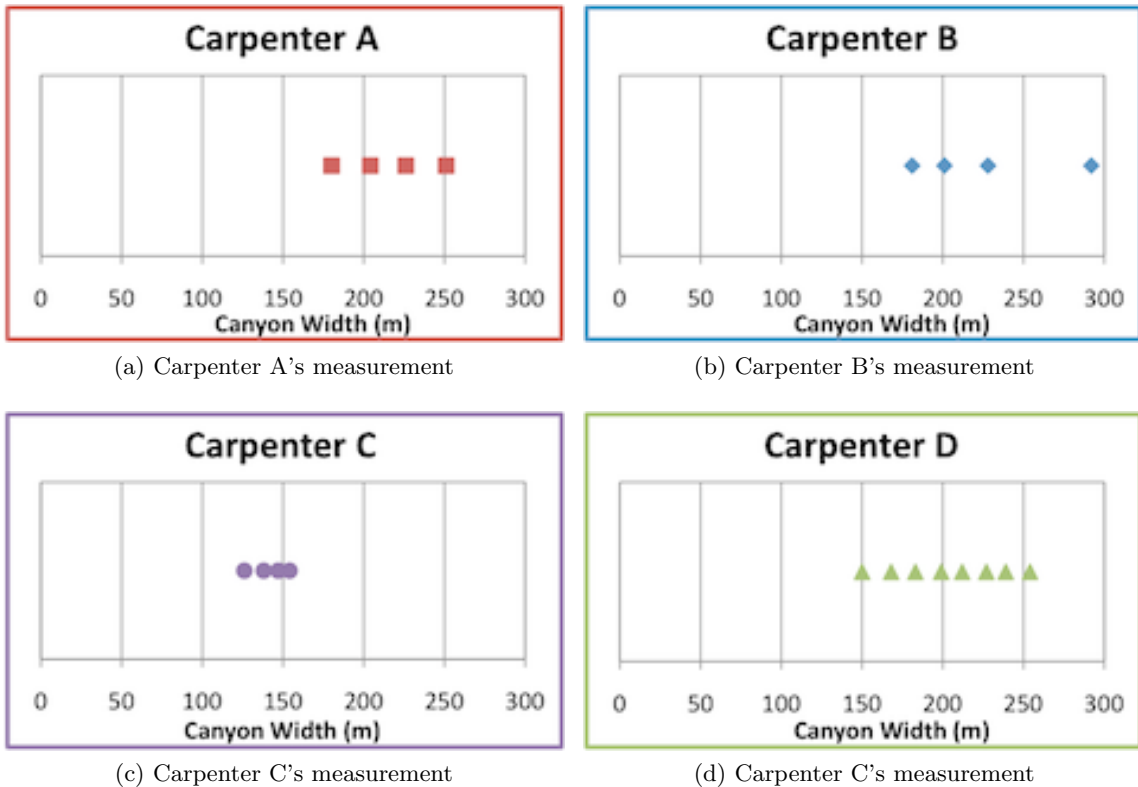 Carpenter A
0 50 100 150 200 250 300
Canyon Width (m)
(a) Carpenter A's measurement
Carpenter B
0 50 100 150 200 250 300
Canyon Width (m)
(b) Carpenter B's measurement
Carpenter C
0 50 100 150 200 250 300
Canyon Width (m)
(c) Carpenter C's measurement
Carpenter D
0 50 100 150 200 250 300
Canyon Width (m)
(d) Carpenter C's measurement